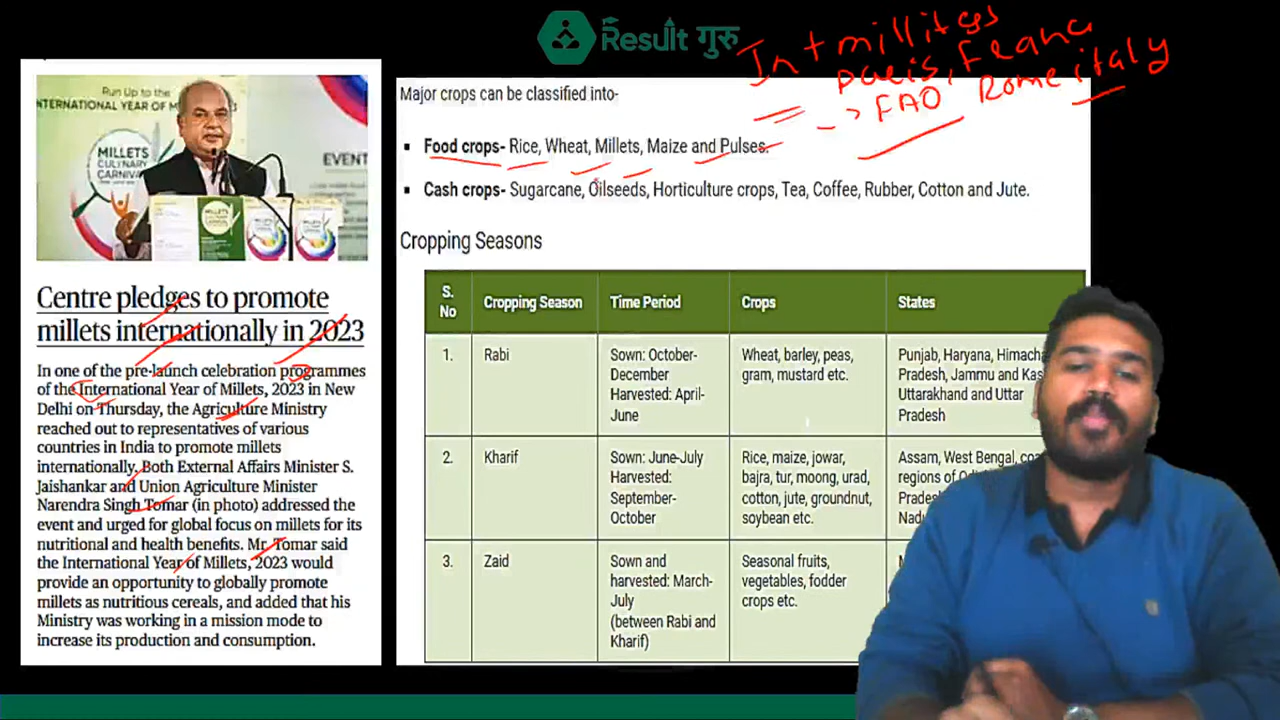 Result गुरु
Int millites
Paris, Franc
-> FAO Rome italy
Run Up to the
INTERNATIONAL YEAR OF M
MILLETS
CULINARY
CARNIVAL
EVENT
MILLETS
Centre pledges to promote
millets internationally in 2023
In one of the pre-launch celebration programmes
of the International Year of Millets, 2023 in New
Delhi on Thursday, the Agriculture Ministry
reached out to representatives of various
countries in India to promote millets
internationally. Both External Affairs Minister S.
Jaishankar and Union Agriculture Minister
Narendra Singh Tomar (in photo) addressed the
event and urged for global focus on millets for its
nutritional and health benefits. Mr. Tomar said
the International Year of Millets, 2023 would
provide an opportunity to globally promote
millets as nutritious cereals, and added that his
Ministry was working in a mission mode to
increase its production and consumption.
Major crops can be classified into-
▪ Food crops- Rice, Wheat, Millets, Maize and Pulses.
▪ Cash crops- Sugarcane, Oilseeds, Horticulture crops, Tea, Coffee, Rubber, Cotton and Jute.
Cropping Seasons
S. No Cropping Season Time Period Crops States
1. Rabi
Sown: October-
December
Harvested: April-
June
Wheat, barley, peas,
gram, mustard etc.
Punjab, Haryana, Himacha
Pradesh, Jammu and Kas
Uttarakhand and Uttar
Pradesh
2. Kharif
Sown: June-July
Harvested:
September-
October
Rice, maize, jowar,
bajra, tur, moong, urad,
cotton, jute, groundnut,
soybean etc.
Assam, West Bengal, coa
regions of Od
Prade
Nadu
3. Zaid
Sown and
harvested: March-
July
(between Rabi and
Kharif)
Seasonal fruits,
vegetables, fodder
crops etc.